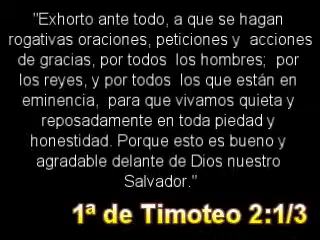 "Exhorto ante todo, a que se hagan
rogativas oraciones, peticiones y  acciones
de gracias, por todos  los hombres;  por
los reyes, y por todos  los que están en
eminencia,  para que vivamos quieta y
reposadamente en toda piedad y
honestidad. Porque esto es bueno y
agradable delante de Dios nuestro
Salvador."
1ª de Timoteo 2:1/3